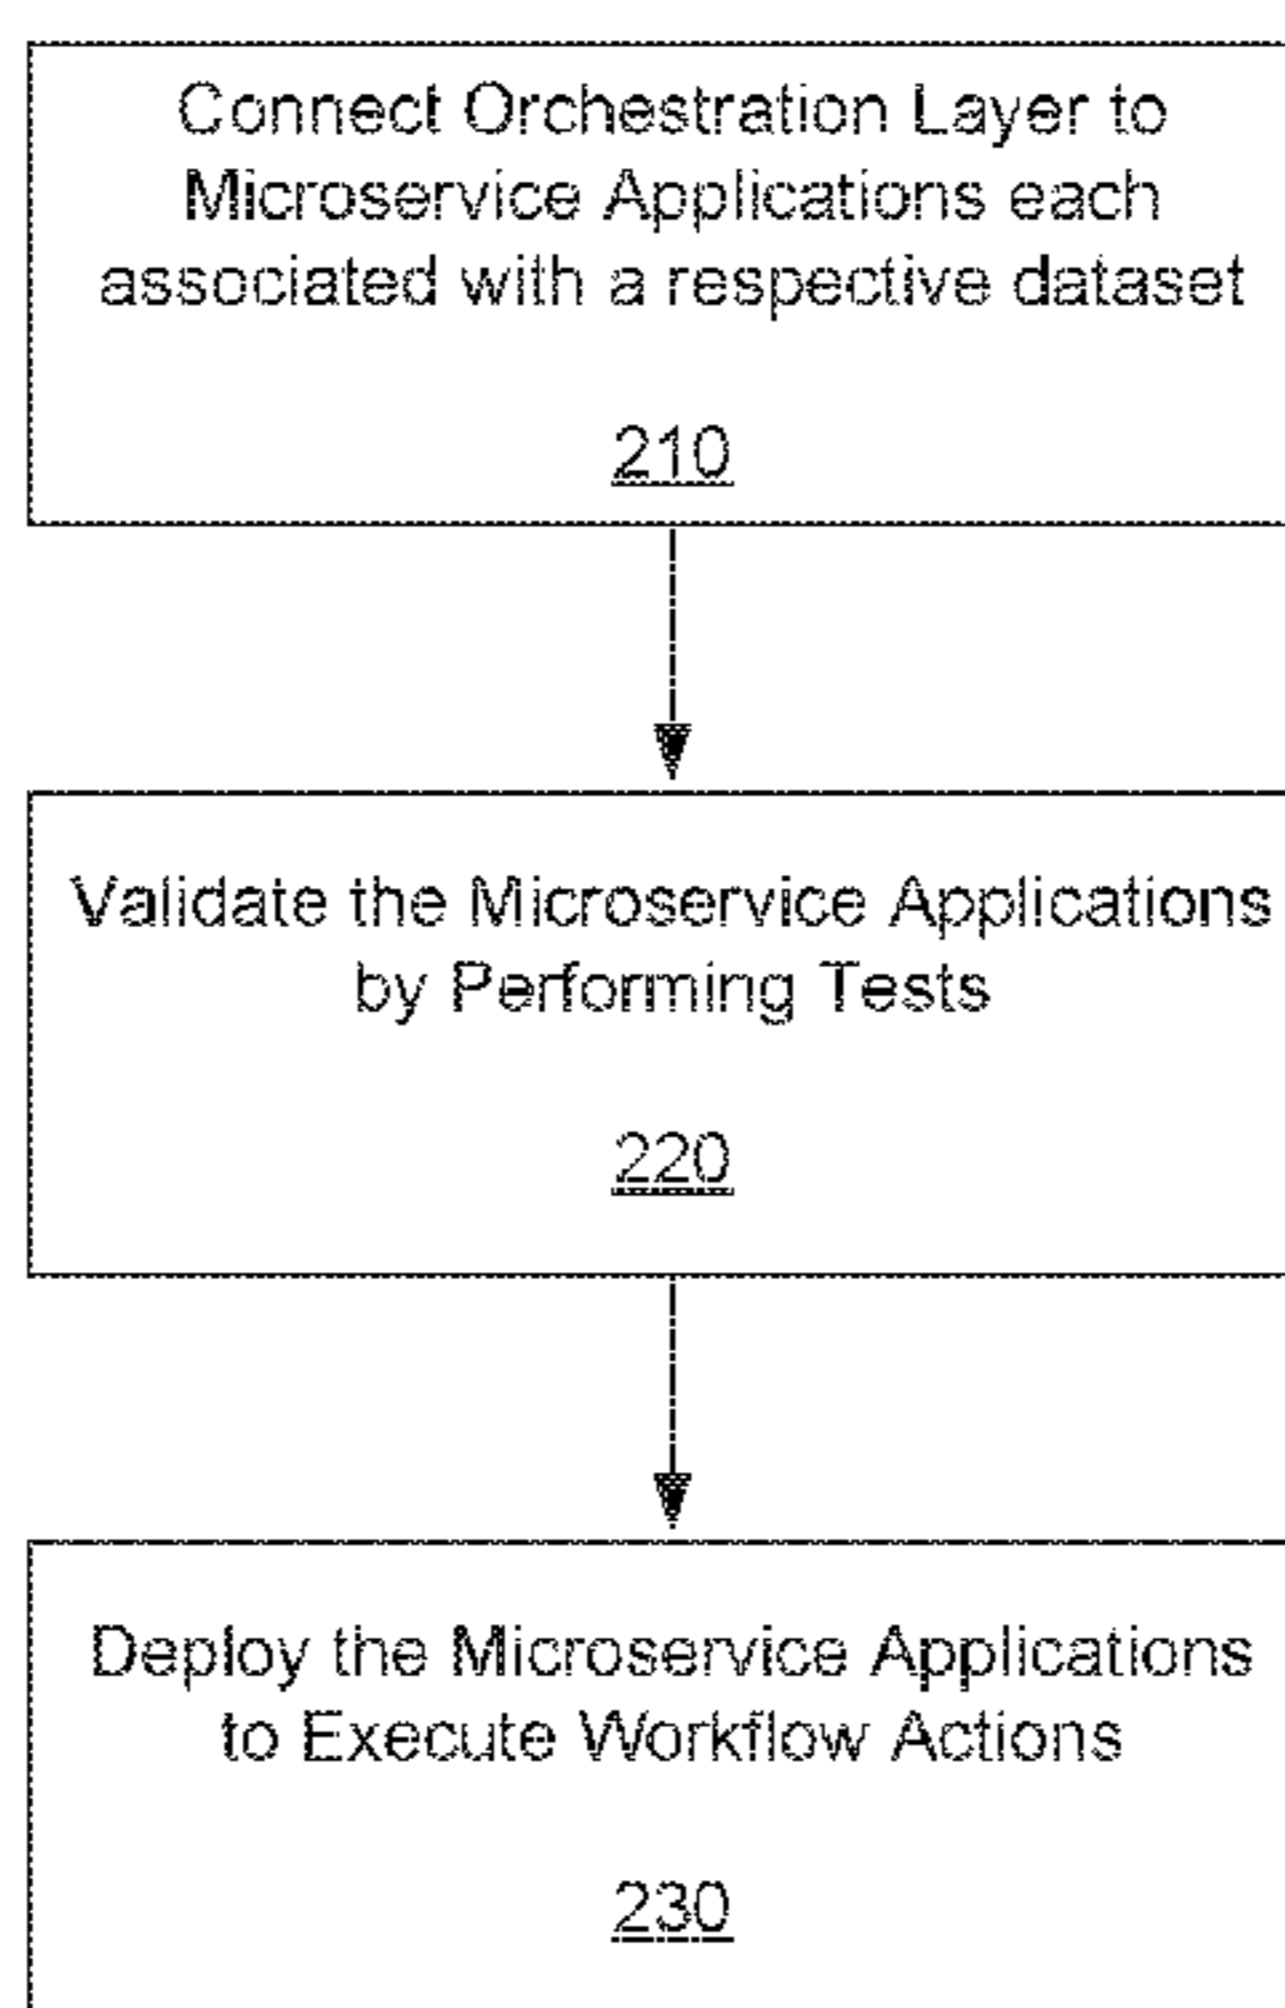 Connect Orchestration Layer to
Microservice Applications each
associated with a respective dataset
210
Validate the Microservice Applications
by Performing Tests
220
Deploy the Microservice Applications
to Execute Workflow Actions
230